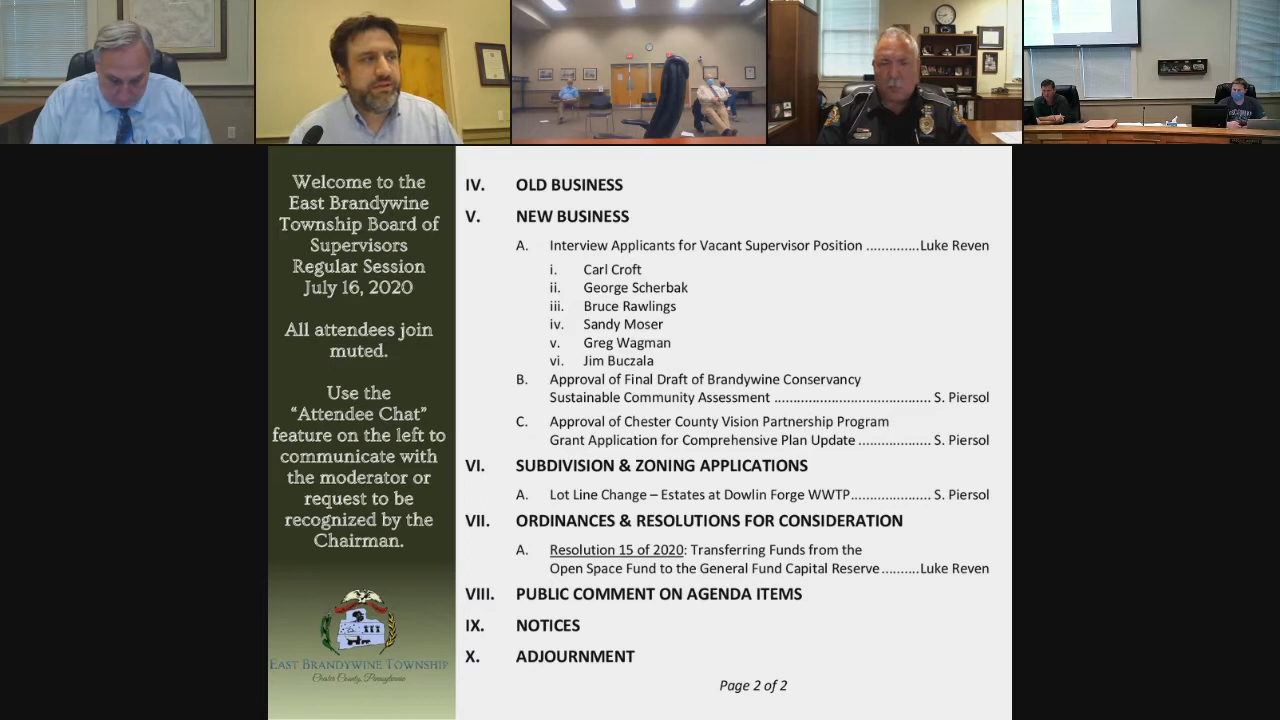 Welcome to the
East Brandywine
Township Board of
Supervisors
Regular Session
July 16, 2020
All attendees join
muted.
Use the
“Attendee Chat”
feature on the left to
communicate with
the moderator or
request to be
recognized by the
Chairman.
EAST BRANDYWINE TOWNSHIP
Chester County, Pennsylvania
IV. OLD BUSINESS
V. NEW BUSINESS
A. Interview Applicants for Vacant Supervisor Position .............Luke Reven
i. Carl Croft
ii. George Scherbak
iii. Bruce Rawlings
iv. Sandy Moser
v. Greg Wagman
vi. Jim Buczala
B. Approval of Final Draft of Brandywine Conservancy
Sustainable Community Assessment ...................................... S. Piersol
C. Approval of Chester County Vision Partnership Program
Grant Application for Comprehensive Plan Update ................. S. Piersol
VI. SUBDIVISION & ZONING APPLICATIONS
A. Lot Line Change – Estates at Dowlin Forge WWTP................... S. Piersol
VII. ORDINANCES & RESOLUTIONS FOR CONSIDERATION
A. Resolution 15 of 2020: Transferring Funds from the
Open Space Fund to the General Fund Capital Reserve.........Luke Reven
VIII. PUBLIC COMMENT ON AGENDA ITEMS
IX. NOTICES
X. ADJOURNMENT
Page 2 of 2